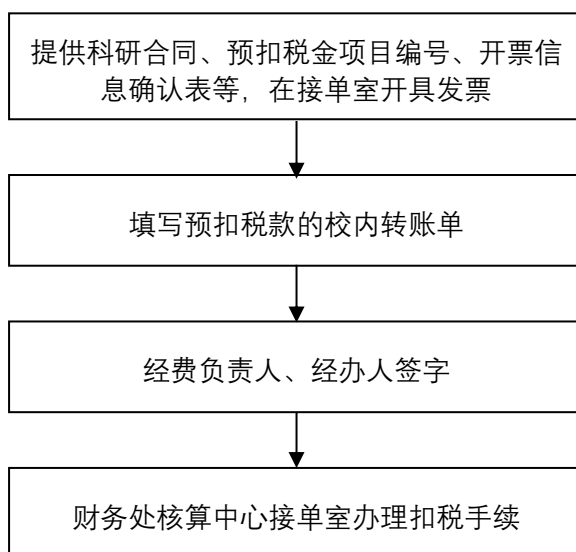 提供科研合同、预扣税金项目编号、开票信
息确认表等，在接单室开具发票
填写预扣税款的校内转账单
经费负责人、经办人签字
财务处核算中心接单室办理扣税手续